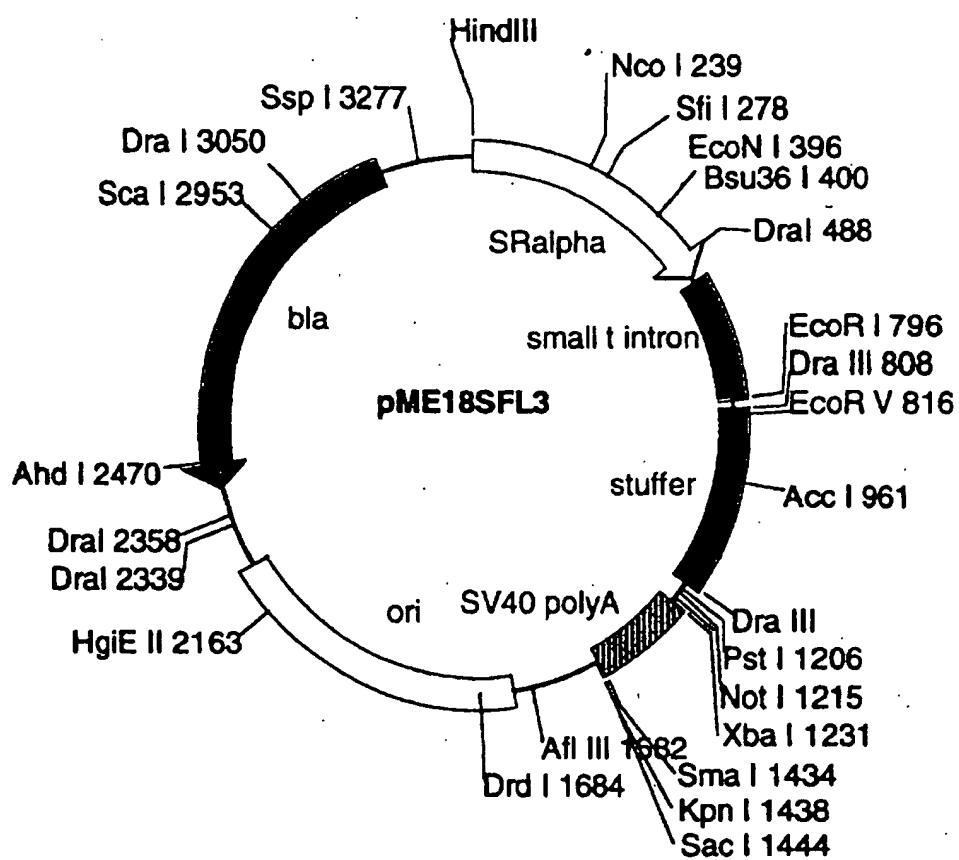 HindIII
Nco I 239
Ssp I 3277
Sfi I 278
EcoN I 396
Dra I 3050
Bsu36 I 400
Sca I 2953
DraI 488
SRalpha
bla
small t intron
EcoR I 796
Dra III 808
pME18SFL3
EcoR V 816
Ahd I 2470
stuffer
Acc I 961
DraI 2358
DraI 2339
ori
SV40 polyA
Dra III
HgiE II 2163
Pst I 1206
Not I 1215
Xba I 1231
Afl III 1682
Sma I 1434
Drd I 1684
Kpn I 1438
Sac I 1444